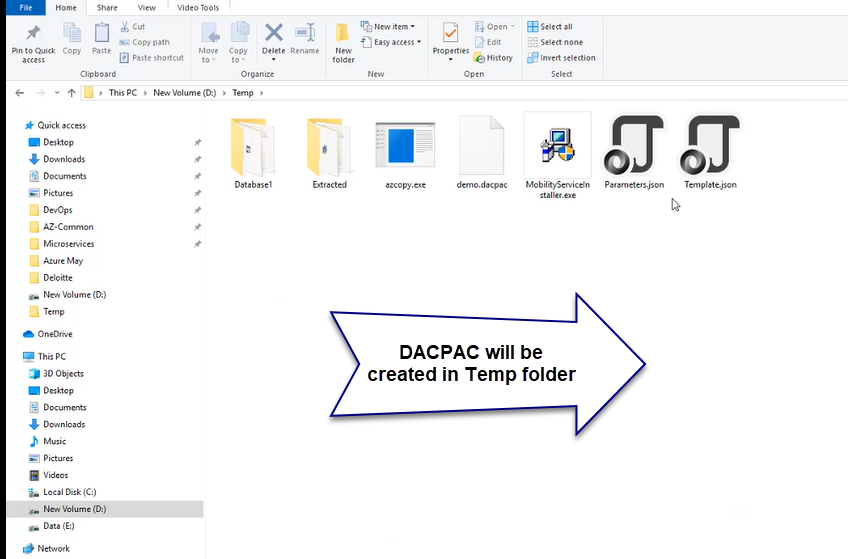 File Home Share View Video Tools
Pin to Quick access
Copy
Paste
Cut
Copy path
Paste shortcut
Clipboard
Move to
Copy to
Delete
Rename
Organize
New folder
New item
Easy access
New
Properties
Open
Edit
History
Open
Select all
Select none
Invert selection
Select
This PC > New Volume (D:) > Temp >
Quick access
Desktop
Downloads
Documents
Pictures
DevOps
AZ-Common
Microservices
Azure May
Deloitte
New Volume (D:)
Temp
OneDrive
This PC
3D Objects
Desktop
Documents
Downloads
Music
Pictures
Videos
Local Disk (C:)
New Volume (D:)
Data (E:)
Network
Database1
Extracted
azcopy.exe
demo.dacpac
MobilityServiceIn
staller.exe
Parameters.json
Template.json
DACPAC will be
created in Temp folder